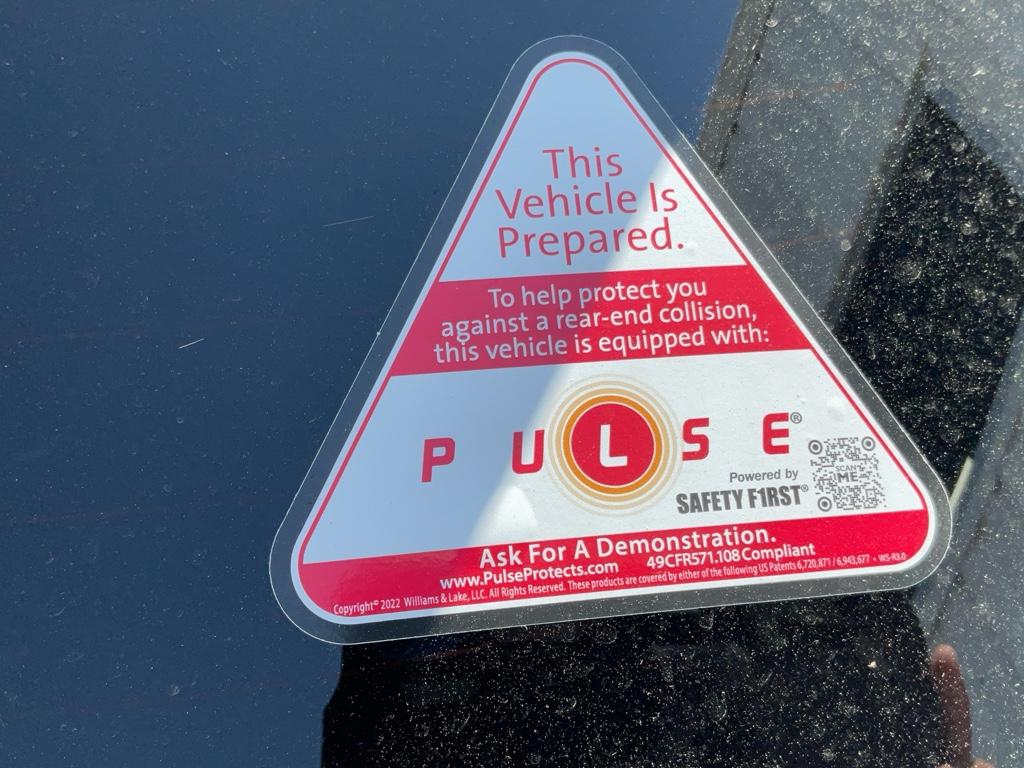 This
Vehicle Is
Prepared.
To help protect you
against a rear-end collision,
this vehicle is equipped with:
PULSE®
Powered by
SAFETY F1RST®
SCAN
ME
Ask For A Demonstration.
www.PulseProtects.com 49CFR571.108 Compliant
Copyright© 2022 Williams & Lake, LLC. All Rights Reserved. These products are covered by either of the following US Patents 6,720,871 / 6,943,677 • WS-R3.0